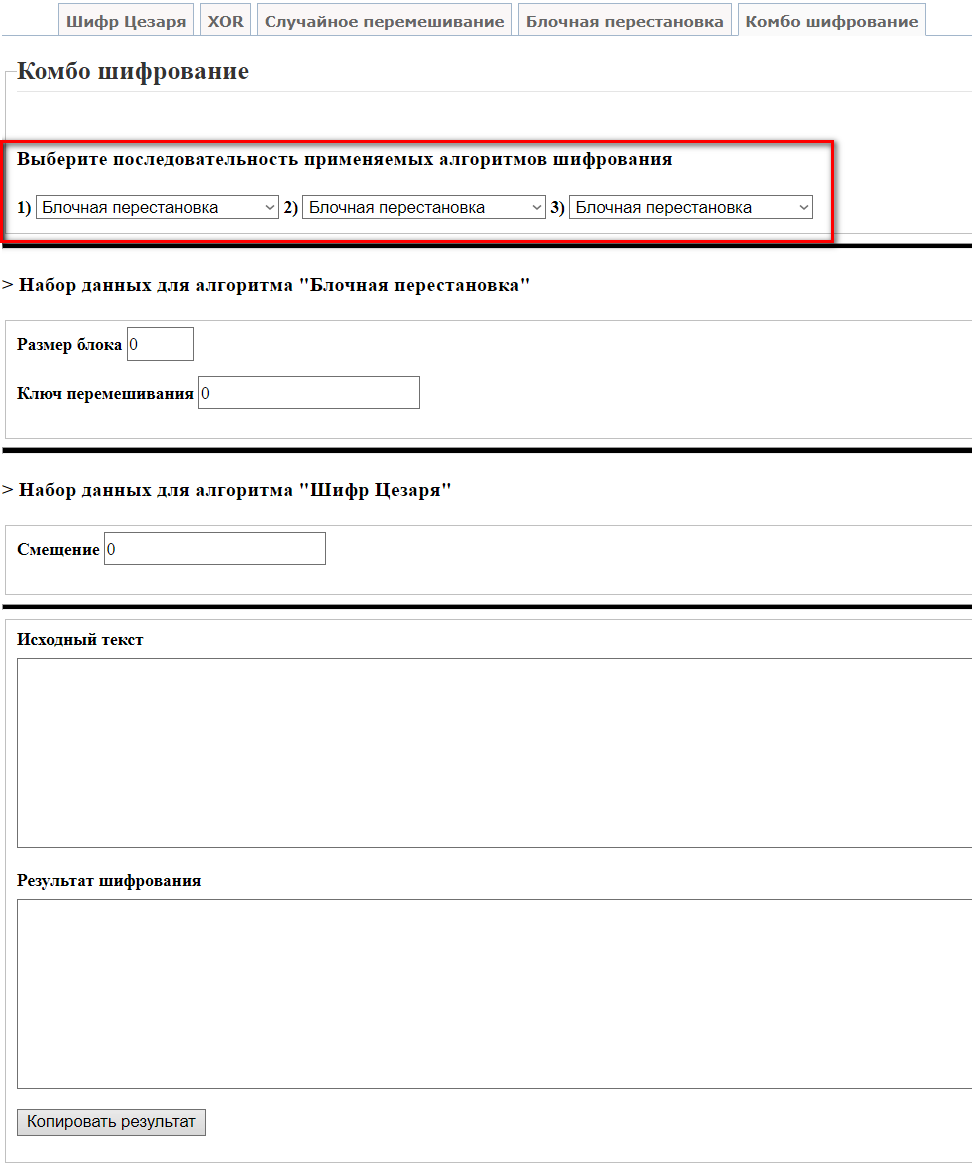 Шифр Цезаря XOR Случайное перемешивание Блочная перестановка Комбо шифрование
Комбо шифрование
Выберите последовательность применяемых алгоритмов шифрования
1) Блочная перестановка 2) Блочная перестановка 3) Блочная перестановка
> Набор данных для алгоритма "Блочная перестановка"
Размер блока 0
Ключ перемешивания 0
> Набор данных для алгоритма "Шифр Цезаря"
Смещение 0
Исходный текст
Результат шифрования
Копировать результат